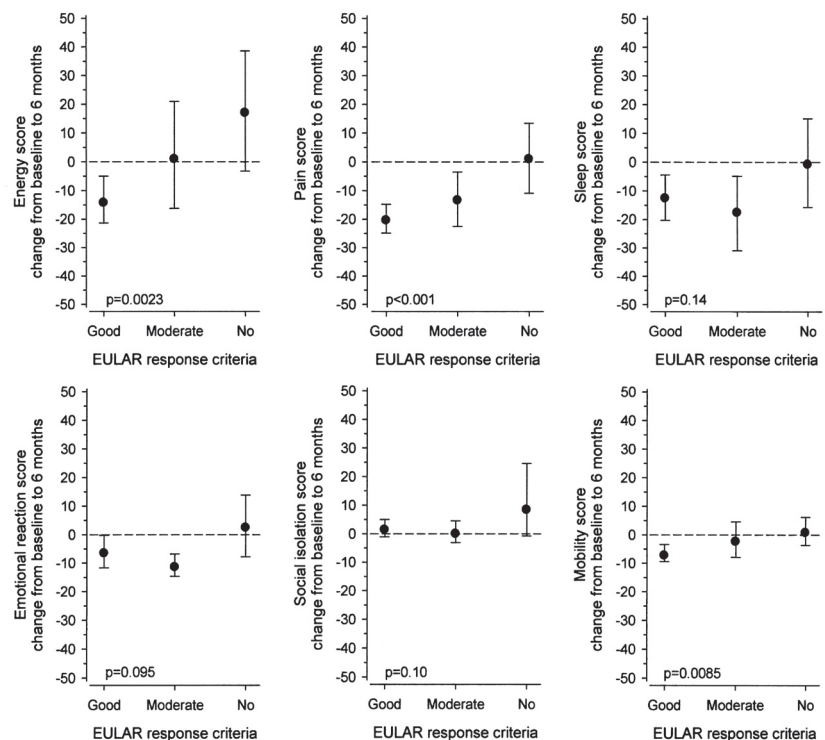 Energy score
change from baseline to 6 months
50
40
30
20
10
0
-10
-20
-30
-40
-50
p=0.0023
Good Moderate No
EULAR response criteria
Pain score
change from baseline to 6 months
50
40
30
20
10
0
-10
-20
-30
-40
-50
p<0.001
Good Moderate No
EULAR response criteria
Sleep score
change from baseline to 6 months
50
40
30
20
10
0
-10
-20
-30
-40
-50
p=0.14
Good Moderate No
EULAR response criteria
Emotional reaction score
change from baseline to 6 months
50
40
30
20
10
0
-10
-20
-30
-40
-50
p=0.095
Good Moderate No
EULAR response criteria
Social isolation score
change from baseline to 6 months
50
40
30
20
10
0
-10
-20
-30
-40
-50
p=0.10
Good Moderate No
EULAR response criteria
Mobility score
change from baseline to 6 months
50
40
30
20
10
0
-10
-20
-30
-40
-50
p=0.0085
Good Moderate No
EULAR response criteria